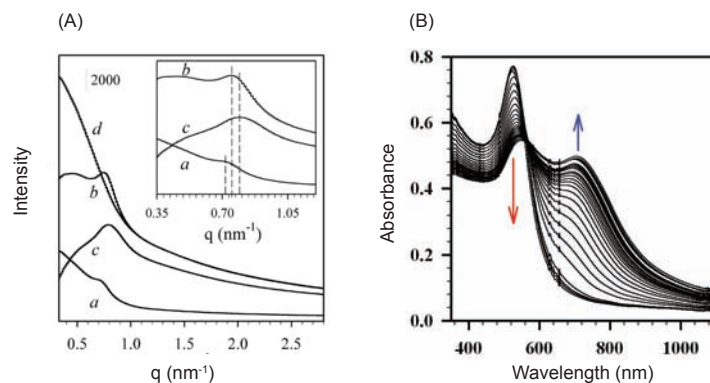 (A)
(B)
2000
d
b
c
a
b
c
a
0.35 0.70 1.05
q (nm-1)
Intensity
0.5 1.0 1.5 2.0 2.5
q (nm-1)
0.8
0.6
0.4
0.2
0.0
Absorbance
400 600 800 1000
Wavelength (nm)